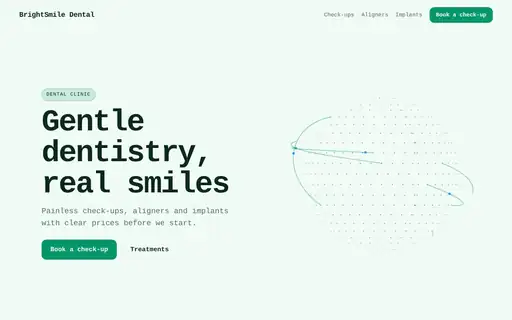 BrightSmile Dental
Check-ups Aligners Implants Book a check-up
DENTAL CLINIC
Gentle
dentistry,
real smiles
Painless check-ups, aligners and implants
with clear prices before we start.
Book a check-up Treatments